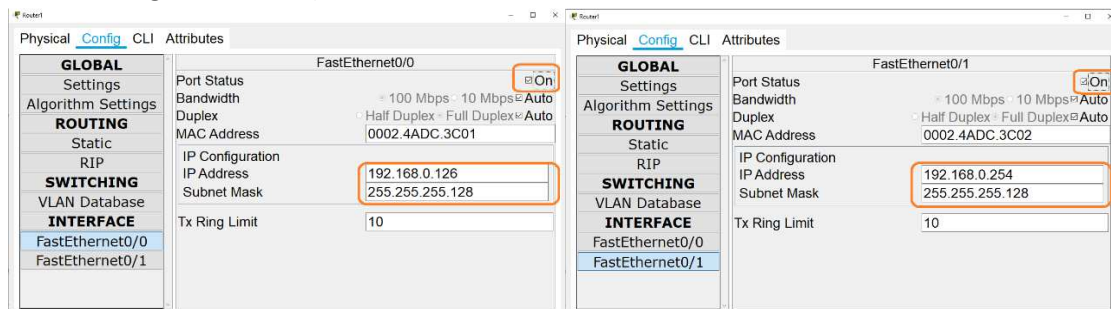 Router1
Physical Config CLI Attributes
GLOBAL
Settings
Algorithm Settings
ROUTING
Static
RIP
SWITCHING
VLAN Database
INTERFACE
FastEthernet0/0
FastEthernet0/1
FastEthernet0/0
Port Status On
Bandwidth 100 Mbps 10 Mbps Auto
Duplex Half Duplex Full Duplex Auto
MAC Address 0002.4ADC.3C01
IP Configuration
IP Address 192.168.0.126
Subnet Mask 255.255.255.128
Tx Ring Limit 10
Router1
Physical Config CLI Attributes
GLOBAL
Settings
Algorithm Settings
ROUTING
Static
RIP
SWITCHING
VLAN Database
INTERFACE
FastEthernet0/0
FastEthernet0/1
FastEthernet0/1
Port Status On
Bandwidth 100 Mbps 10 Mbps Auto
Duplex Half Duplex Full Duplex Auto
MAC Address 0002.4ADC.3C02
IP Configuration
IP Address 192.168.0.254
Subnet Mask 255.255.255.128
Tx Ring Limit 10